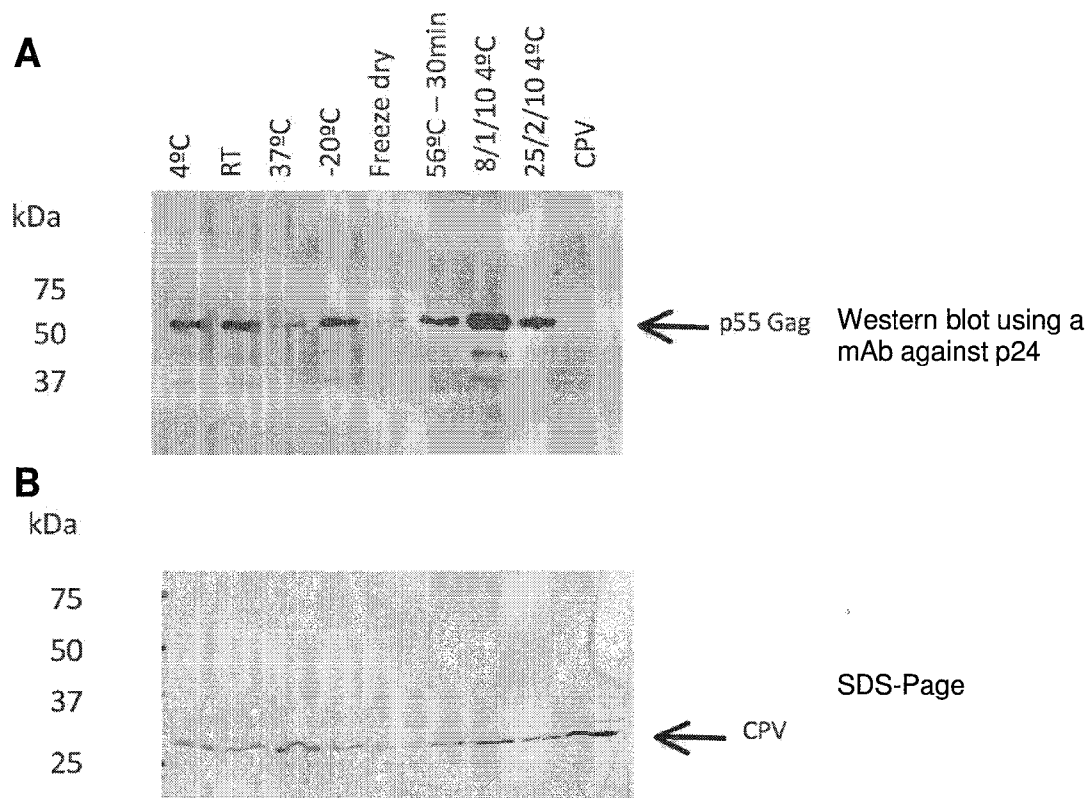 A
4ºC
RT
37ºC
-20ºC
Freeze dry
56ºC – 30min
8/1/10 4ºC
25/2/10 4ºC
CPV
kDa
75
50
37
p55 Gag
Western blot using a
mAb against p24
B
kDa
75
50
37
25
CPV
SDS-Page